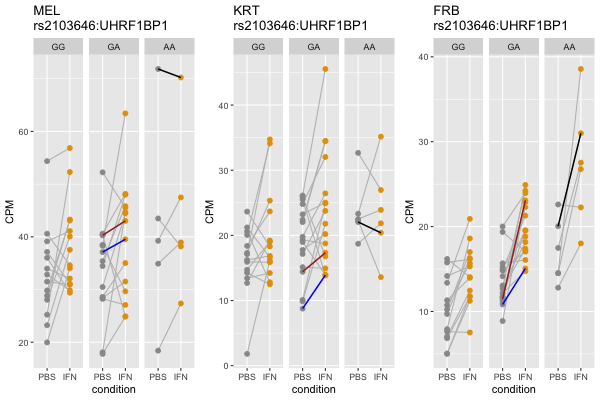 MEL
rs2103646:UHRF1BP1
GG GA AA
CPM
60
40
20
PBS IFN PBS IFN PBS IFN
condition
KRT
rs2103646:UHRF1BP1
GG GA AA
CPM
40
30
20
10
0
PBS IFN PBS IFN PBS IFN
condition
FRB
rs2103646:UHRF1BP1
GG GA AA
CPM
40
30
20
10
PBS IFN PBS IFN PBS IFN
condition